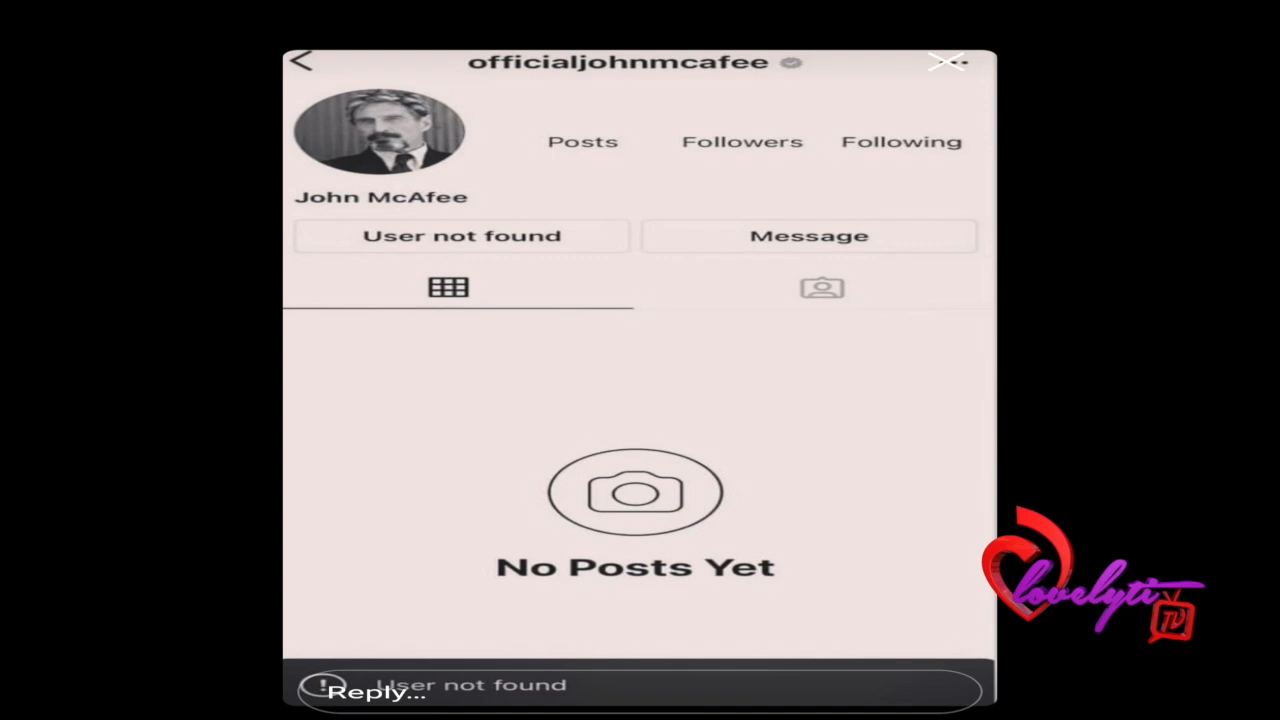 officialjohnmcafee
Posts Followers Following
John McAfee
User not found Message
No Posts Yet
lovelyti
TV
User not found
Reply...